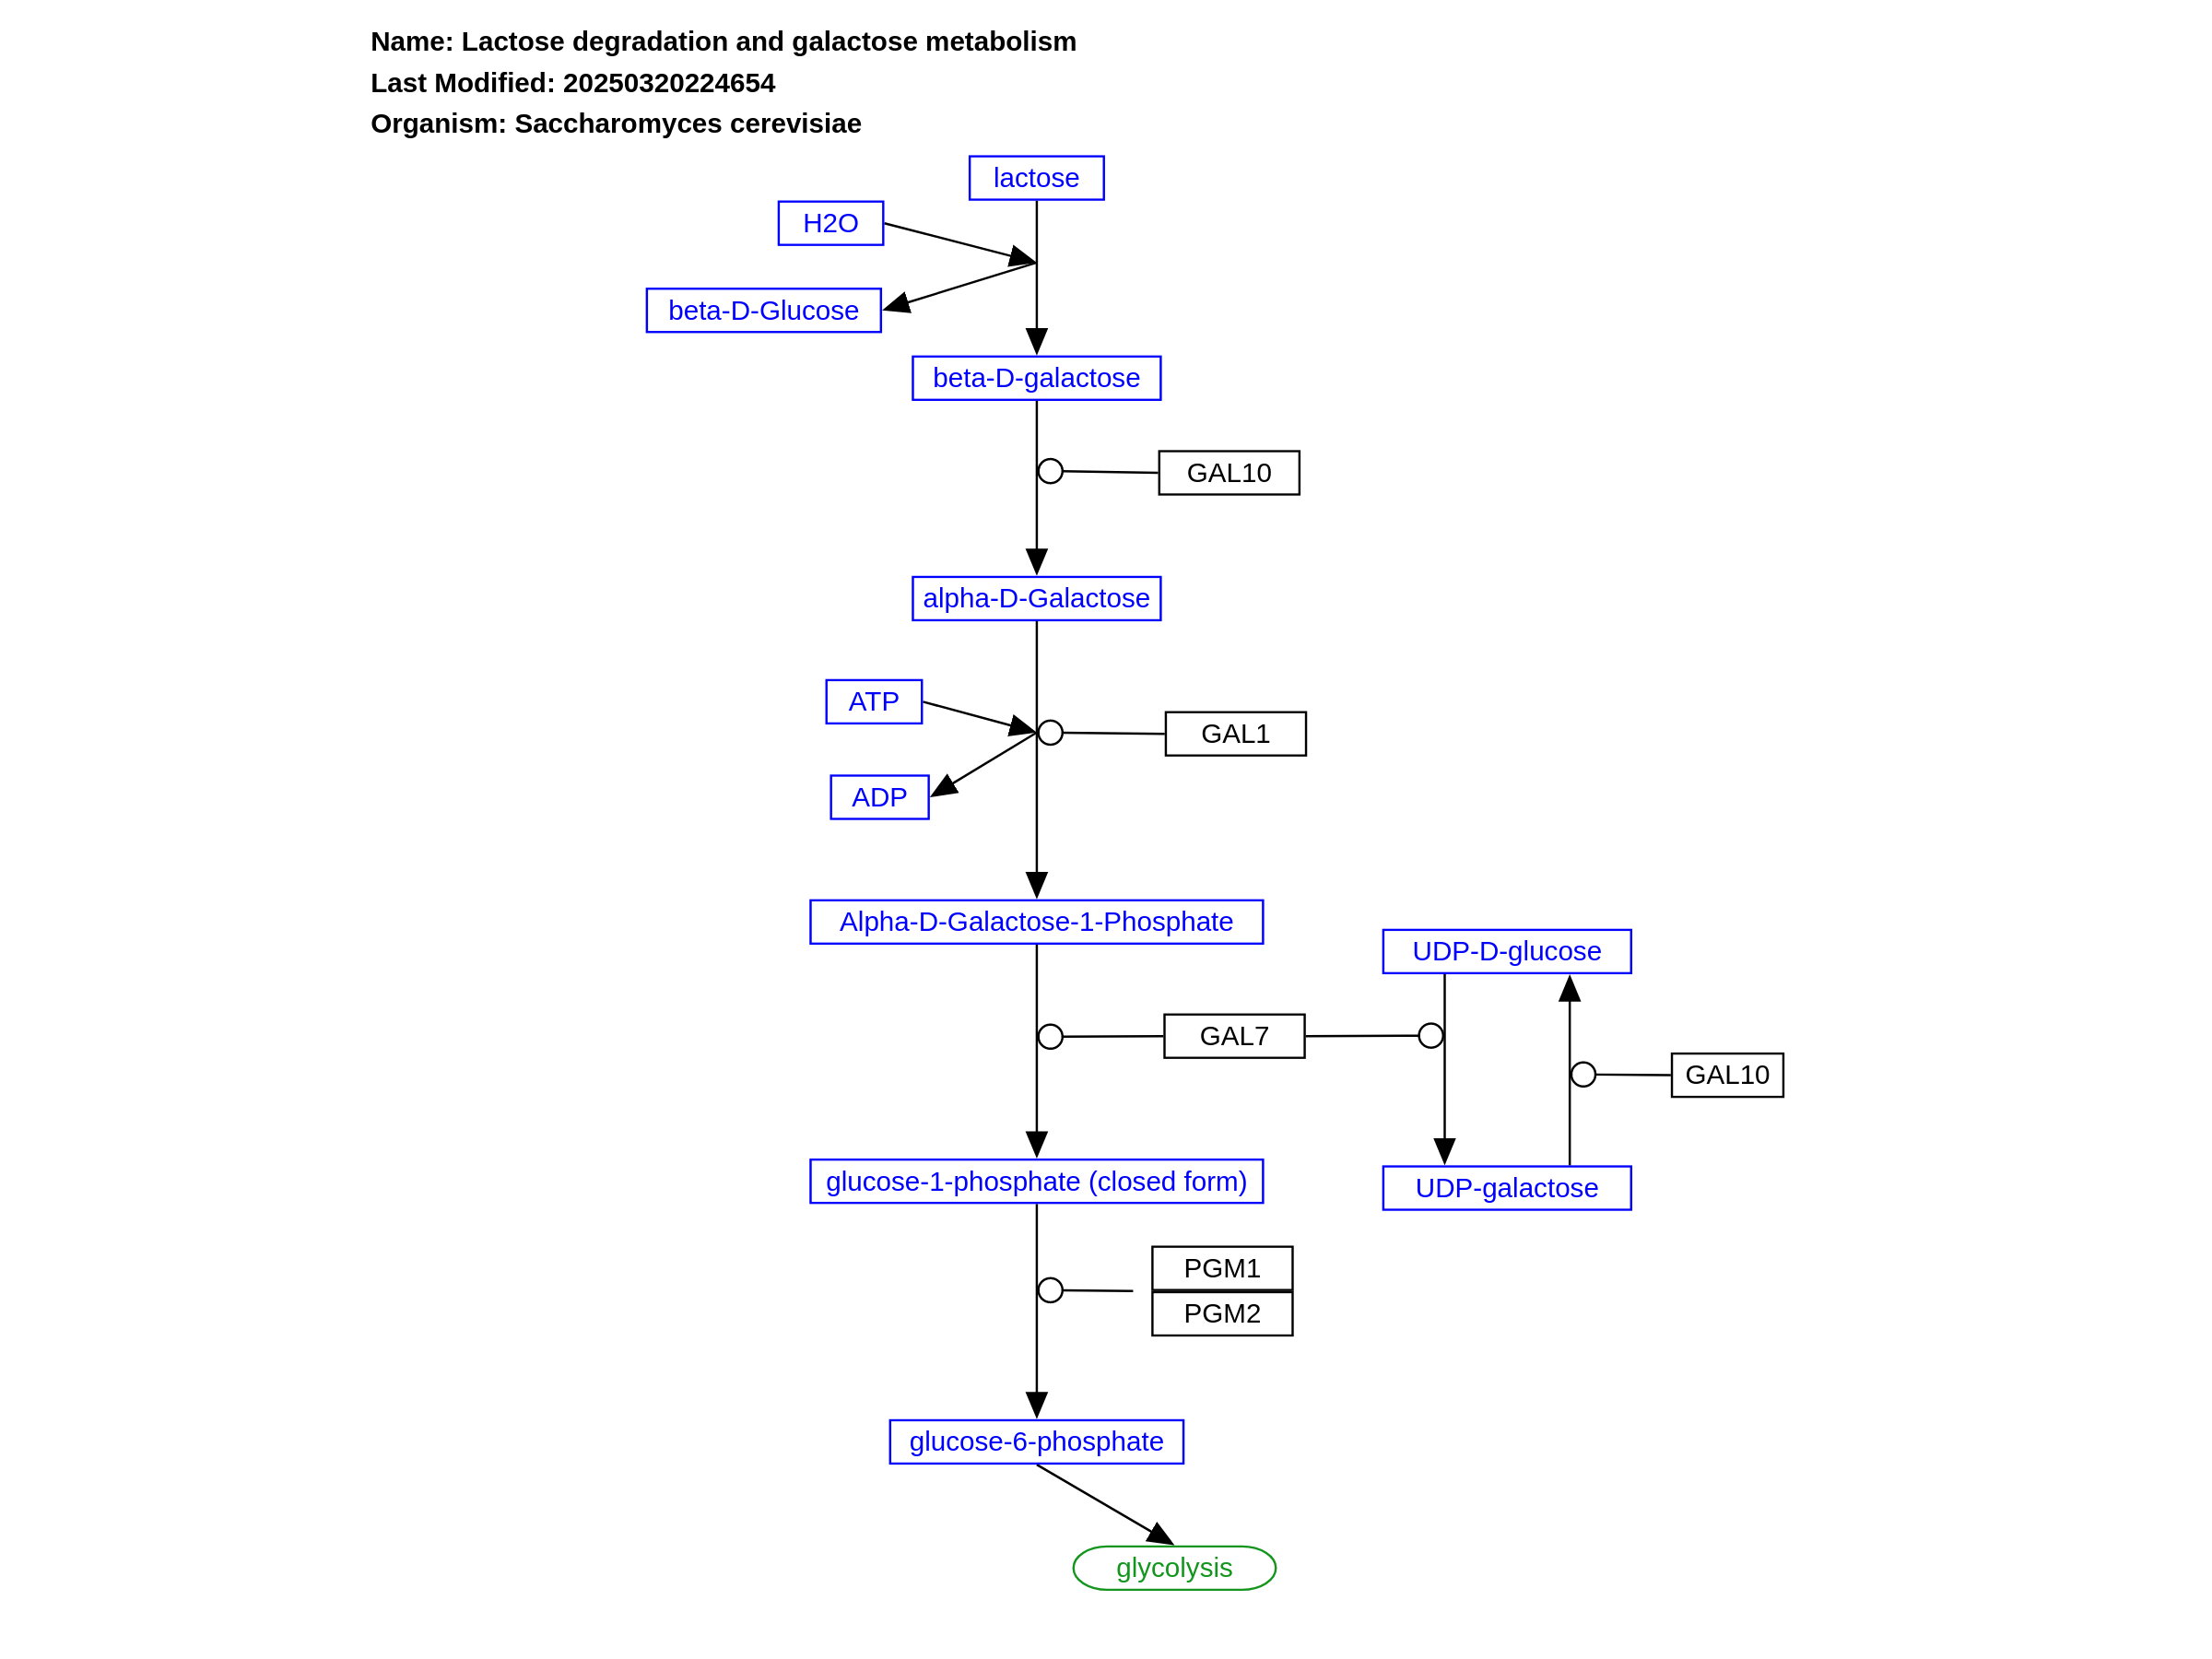 Name: Lactose degradation and galactose metabolism
Last Modified: 20250320224654
Organism: Saccharomyces cerevisiae
lactose
H2O
beta-D-Glucose
beta-D-galactose
GAL10
alpha-D-Galactose
ATP
GAL1
ADP
Alpha-D-Galactose-1-Phosphate
UDP-D-glucose
GAL7
GAL10
glucose-1-phosphate (closed form)
UDP-galactose
PGM1
PGM2
glucose-6-phosphate
glycolysis